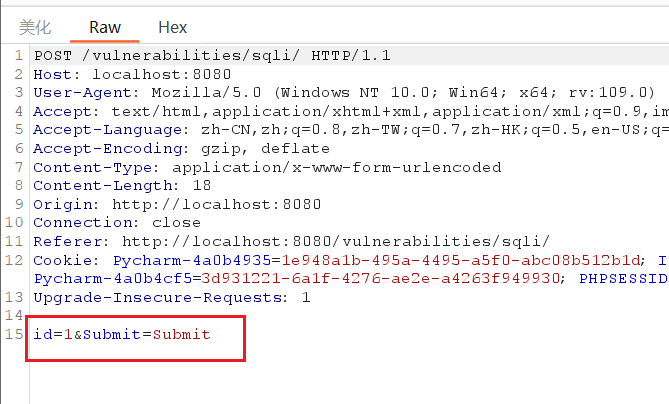 美化 Raw Hex
1 POST /vulnerabilities/sqli/ HTTP/1.1
2 Host: localhost:8080
3 User-Agent: Mozilla/5.0 (Windows NT 10.0; Win64; x64; rv:109.0)
4 Accept: text/html,application/xhtml+xml,application/xml;q=0.9,im
5 Accept-Language: zh-CN,zh;q=0.8,zh-TW;q=0.7,zh-HK;q=0.5,en-US;q=
6 Accept-Encoding: gzip, deflate
7 Content-Type: application/x-www-form-urlencoded
8 Content-Length: 18
9 Origin: http://localhost:8080
10 Connection: close
11 Referer: http://localhost:8080/vulnerabilities/sqli/
12 Cookie: Pycharm-4a0b4935=1e948a1b-495a-4495-a5f0-abc08b512b1d; I
Pycharm-4a0b4cf5=3d931221-6a1f-4276-ae2e-a4263f949930; PHPSESSID
13 Upgrade-Insecure-Requests: 1
14
15 id=1&Submit=Submit